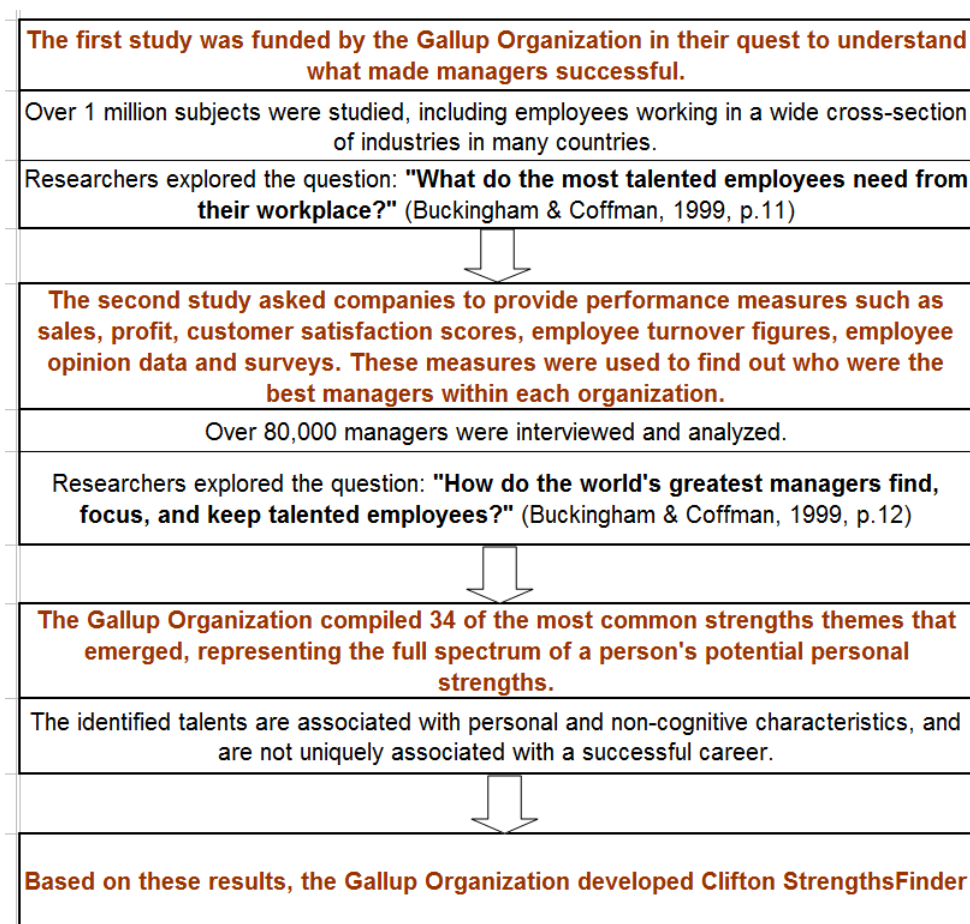 The first study was funded by the Gallup Organization in their quest to understand
what made managers successful.
Over 1 million subjects were studied, including employees working in a wide cross-section
of industries in many countries.
Researchers explored the question: "What do the most talented employees need from
their workplace?" (Buckingham & Coffman, 1999, p.11)
The second study asked companies to provide performance measures such as
sales, profit, customer satisfaction scores, employee turnover figures, employee
opinion data and surveys. These measures were used to find out who were the
best managers within each organization.
Over 80,000 managers were interviewed and analyzed.
Researchers explored the question: "How do the world's greatest managers find,
focus, and keep talented employees?" (Buckingham & Coffman, 1999, p.12)
The Gallup Organization compiled 34 of the most common strengths themes that
emerged, representing the full spectrum of a person's potential personal
strengths.
The identified talents are associated with personal and non-cognitive characteristics, and
are not uniquely associated with a successful career.
Based on these results, the Gallup Organization developed Clifton StrengthsFinder